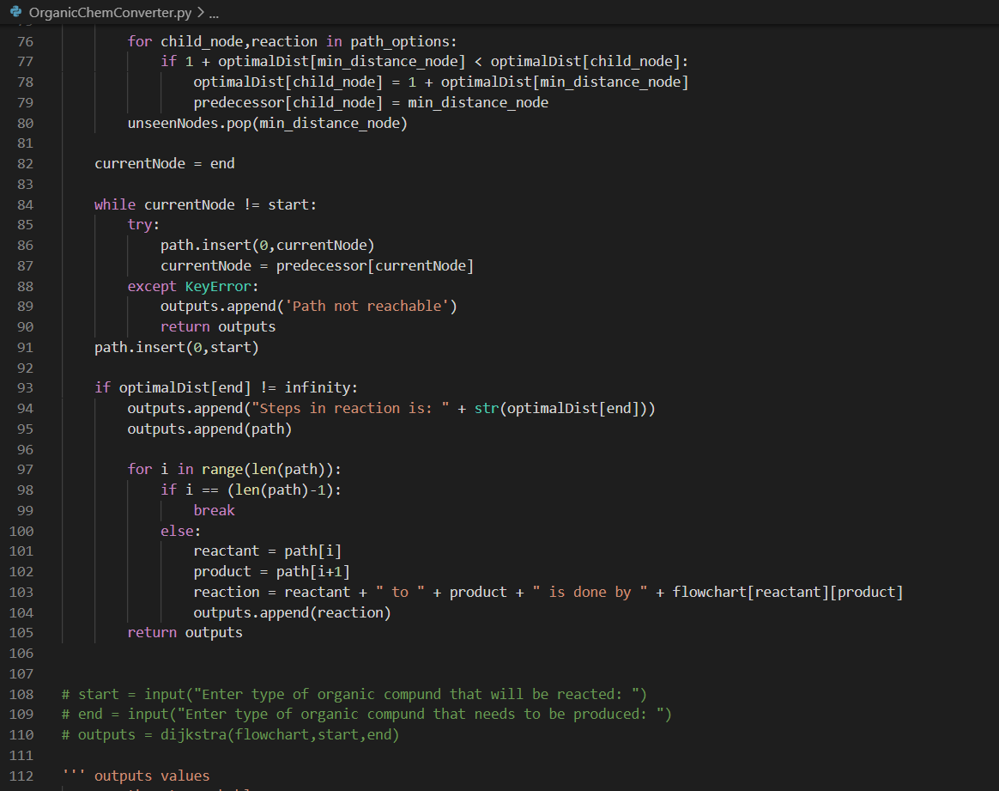 OrganicChemConverter.py > ...
76 for child_node,reaction in path_options:
77 if 1 + optimalDist[min_distance_node] < optimalDist[child_node]:
78 optimalDist[child_node] = 1 + optimalDist[min_distance_node]
79 predecessor[child_node] = min_distance_node
80 unseenNodes.pop(min_distance_node)
81
82 currentNode = end
83
84 while currentNode != start:
85 try:
86 path.insert(0,currentNode)
87 currentNode = predecessor[currentNode]
88 except KeyError:
89 outputs.append('Path not reachable')
90 return outputs
91 path.insert(0,start)
92
93 if optimalDist[end] != infinity:
94 outputs.append("Steps in reaction is: " + str(optimalDist[end]))
95 outputs.append(path)
96
97 for i in range(len(path)):
98 if i == (len(path)-1):
99 break
100 else:
101 reactant = path[i]
102 product = path[i+1]
103 reaction = reactant + " to " + product + " is done by " + flowchart[reactant][product]
104 outputs.append(reaction)
105 return outputs
106
107
108 # start = input("Enter type of organic compund that will be reacted: ")
109 # end = input("Enter type of organic compund that needs to be produced: ")
110 # outputs = dijkstra(flowchart,start,end)
111
112 ''' outputs values